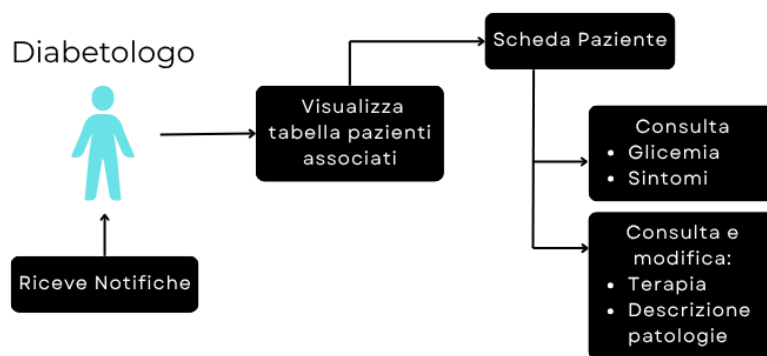 Diabetologo
Riceve Notifiche
Visualizza
tabella pazienti
associati
Scheda Paziente
Consulta
• Glicemia
• Sintomi
Consulta e
modifica:
• Terapia
• Descrizione
patologie